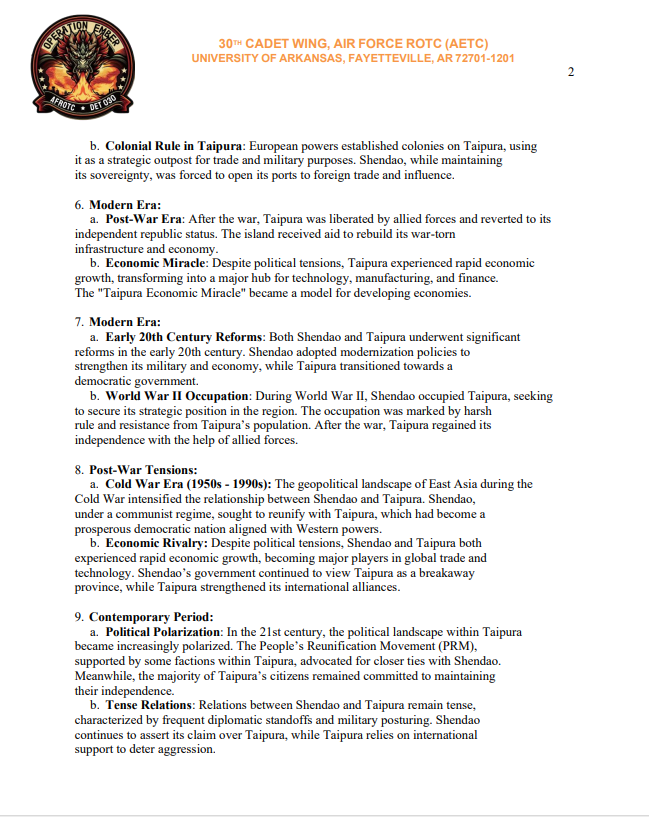 OPERATION EMBER
AFROTC ★ DET 030
30TH CADET WING, AIR FORCE ROTC (AETC)
UNIVERSITY OF ARKANSAS, FAYETTEVILLE, AR 72701-1201
2
b. Colonial Rule in Taipura: European powers established colonies on Taipura, using
it as a strategic outpost for trade and military purposes. Shendao, while maintaining
its sovereignty, was forced to open its ports to foreign trade and influence.
6. Modern Era:
a. Post-War Era: After the war, Taipura was liberated by allied forces and reverted to its
independent republic status. The island received aid to rebuild its war-torn
infrastructure and economy.
b. Economic Miracle: Despite political tensions, Taipura experienced rapid economic
growth, transforming into a major hub for technology, manufacturing, and finance.
The "Taipura Economic Miracle" became a model for developing economies.
7. Modern Era:
a. Early 20th Century Reforms: Both Shendao and Taipura underwent significant
reforms in the early 20th century. Shendao adopted modernization policies to
strengthen its military and economy, while Taipura transitioned towards a
democratic government.
b. World War II Occupation: During World War II, Shendao occupied Taipura, seeking
to secure its strategic position in the region. The occupation was marked by harsh
rule and resistance from Taipura’s population. After the war, Taipura regained its
independence with the help of allied forces.
8. Post-War Tensions:
a. Cold War Era (1950s - 1990s): The geopolitical landscape of East Asia during the
Cold War intensified the relationship between Shendao and Taipura. Shendao,
under a communist regime, sought to reunify with Taipura, which had become a
prosperous democratic nation aligned with Western powers.
b. Economic Rivalry: Despite political tensions, Shendao and Taipura both
experienced rapid economic growth, becoming major players in global trade and
technology. Shendao’s government continued to view Taipura as a breakaway
province, while Taipura strengthened its international alliances.
9. Contemporary Period:
a. Political Polarization: In the 21st century, the political landscape within Taipura
became increasingly polarized. The People’s Reunification Movement (PRM),
supported by some factions within Taipura, advocated for closer ties with Shendao.
Meanwhile, the majority of Taipura’s citizens remained committed to maintaining
their independence.
b. Tense Relations: Relations between Shendao and Taipura remain tense,
characterized by frequent diplomatic standoffs and military posturing. Shendao
continues to assert its claim over Taipura, while Taipura relies on international
support to deter aggression.